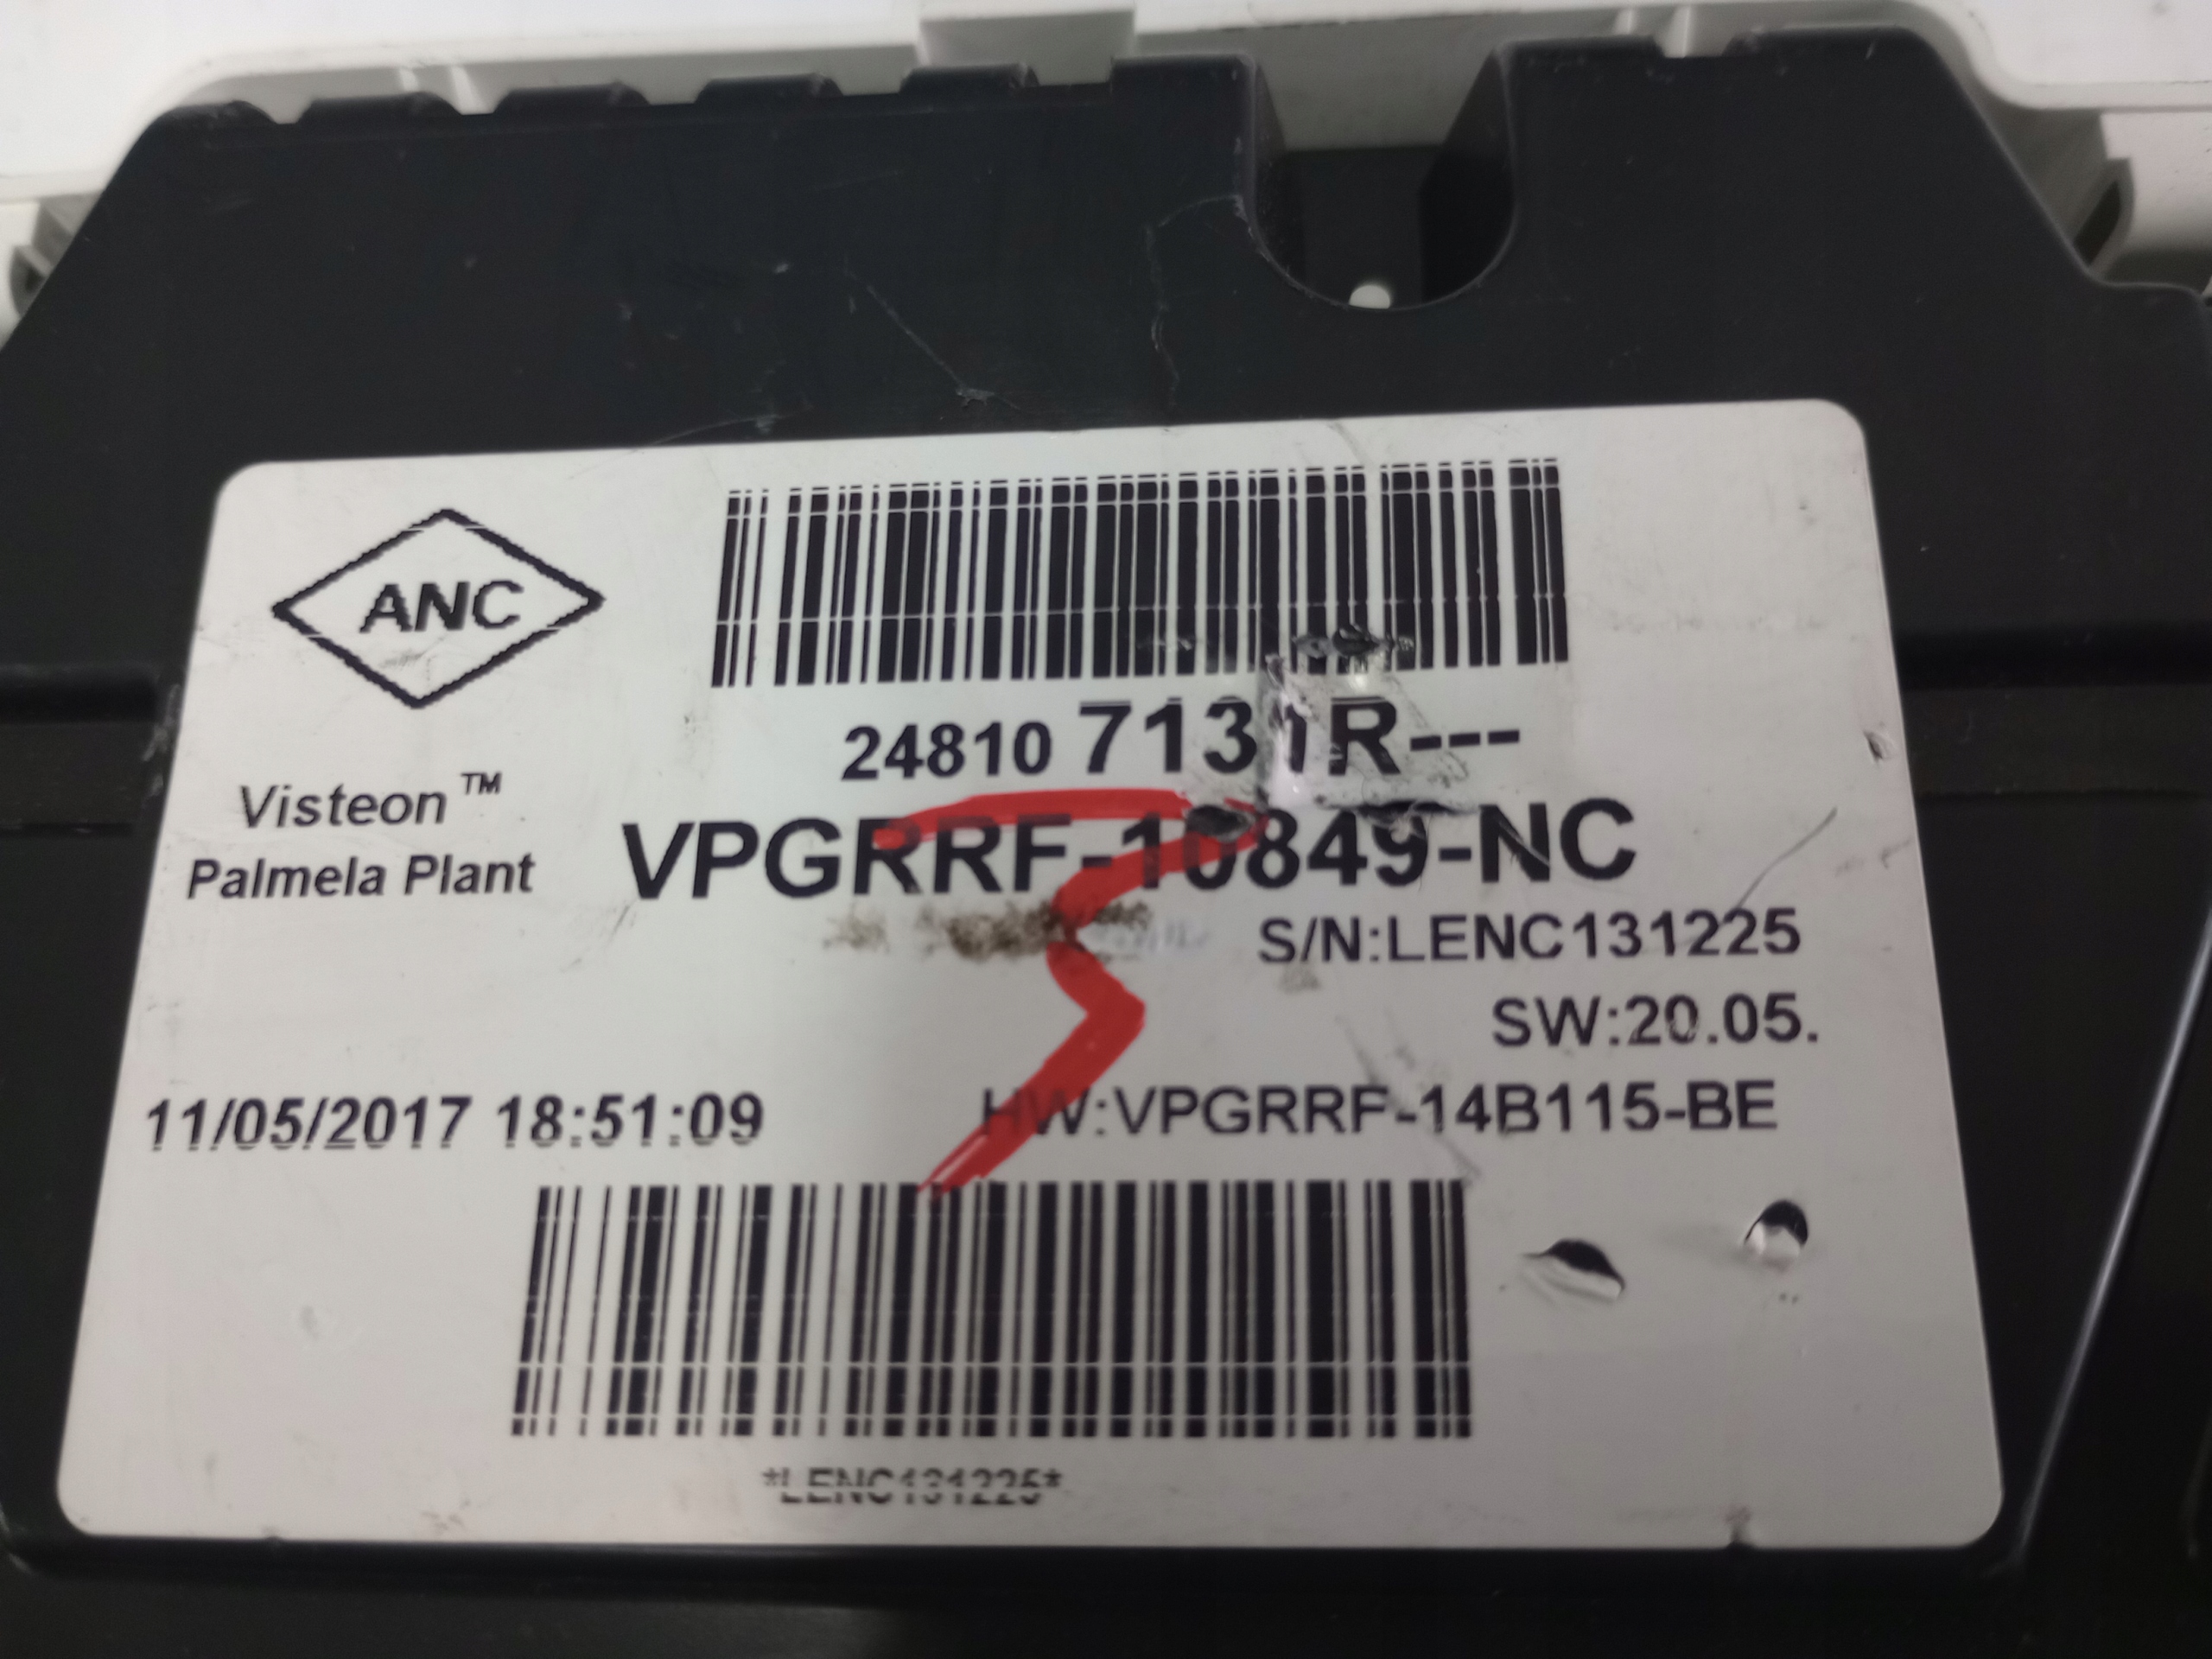 ANC
24810 7131R---
Visteon™
Palmela Plant
VPGRRF-10849-NC
S/N:LENC131225
SW:20.05.
11/05/2017 18:51:09
HW:VPGRRF-14B115-BE
*LENC131225*